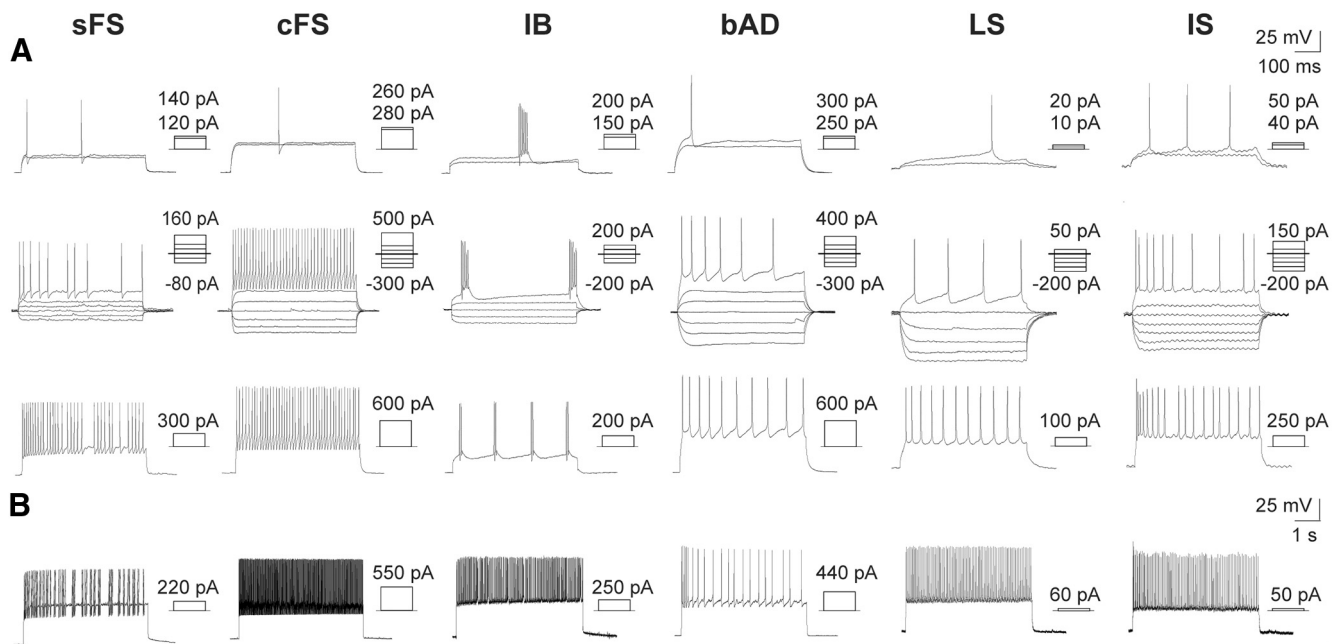 sFS cFS IB bAD LS IS
A
25 mV
100 ms
140 pA
120 pA
260 pA
280 pA
200 pA
150 pA
300 pA
250 pA
20 pA
10 pA
50 pA
40 pA
160 pA
-80 pA
500 pA
-300 pA
200 pA
-200 pA
400 pA
-300 pA
50 pA
-200 pA
150 pA
-200 pA
300 pA
600 pA
200 pA
600 pA
100 pA
250 pA
B
25 mV
1 s
220 pA
550 pA
250 pA
440 pA
60 pA
50 pA